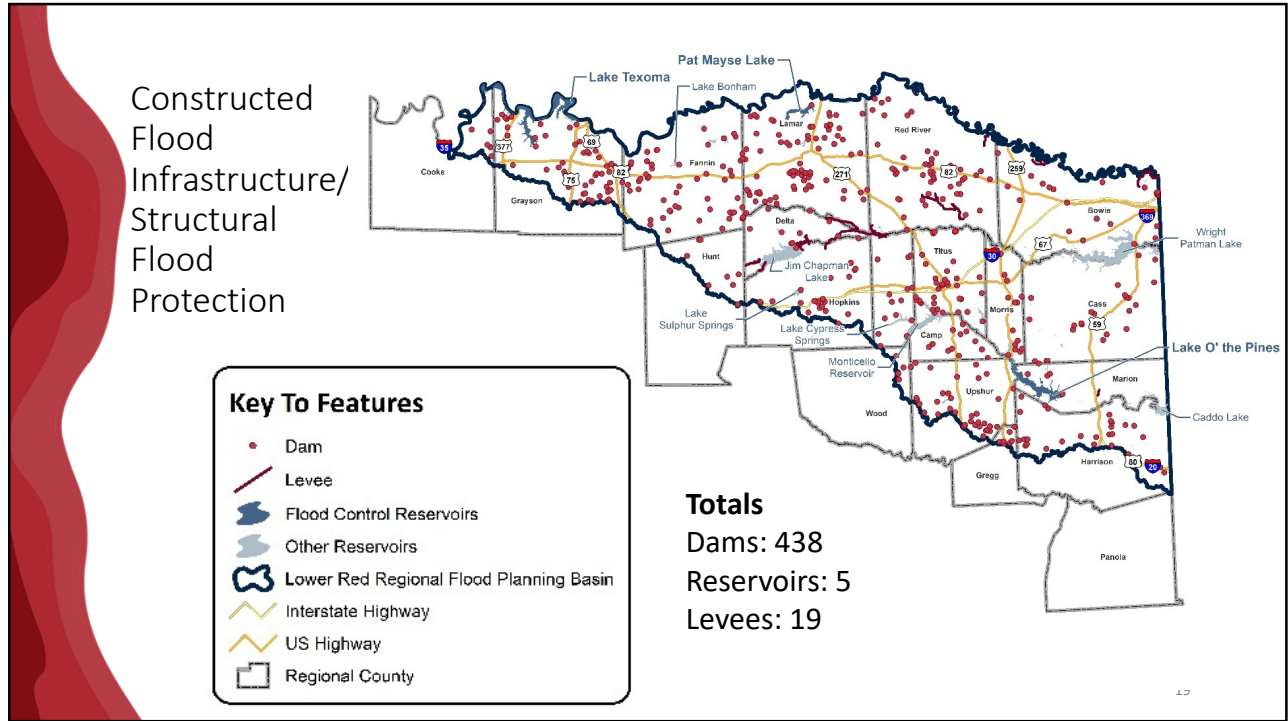 Constructed
Flood
Infrastructure/
Structural
Flood
Protection
Pat Mayse Lake
Lake Texoma
Lake Bonham
Lamar
Red River
377
69
35
Cooke
Fannin
82
259
75
82
271
Grayson
Bowie
369
Delta
Wright
Patman Lake
67
Titus
Hunt
30
Jim Chapman
Lake
Cass
Morris
Hopkins
Lake
Sulphur Springs
Lake Cypress
Springs
59
Camp
Monticello
Reservoir
Lake O' the Pines
Marion
Upshur
Wood
Caddo Lake
Harrison
80
20
Gregg
Panola
Key To Features
Dam
Levee
Flood Control Reservoirs
Other Reservoirs
Lower Red Regional Flood Planning Basin
Interstate Highway
US Highway
Regional County
Totals
Dams: 438
Reservoirs: 5
Levees: 19
19